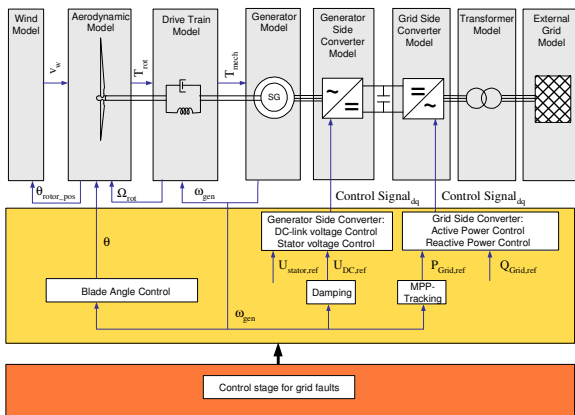 Wind
Model
Aerodynamic
Model
Drive Train
Model
Generator
Model
Generator
Side
Converter
Model
Grid Side
Converter
Model
Transformer
Model
External
Grid Model
v_w
T_rot
T_mech
SG
~
=
=
~
θ_rotor_pos
Ω_rot
ω_gen
Control Signal_dq
Control Signal_dq
Generator Side Converter:
DC-link voltage Control
Stator voltage Control
Grid Side Converter:
Active Power Control
Reactive Power Control
θ
U_stator,ref
U_DC,ref
P_Grid,ref
Q_Grid,ref
Blade Angle Control
Damping
MPP-
Tracking
ω_gen
Control stage for grid faults